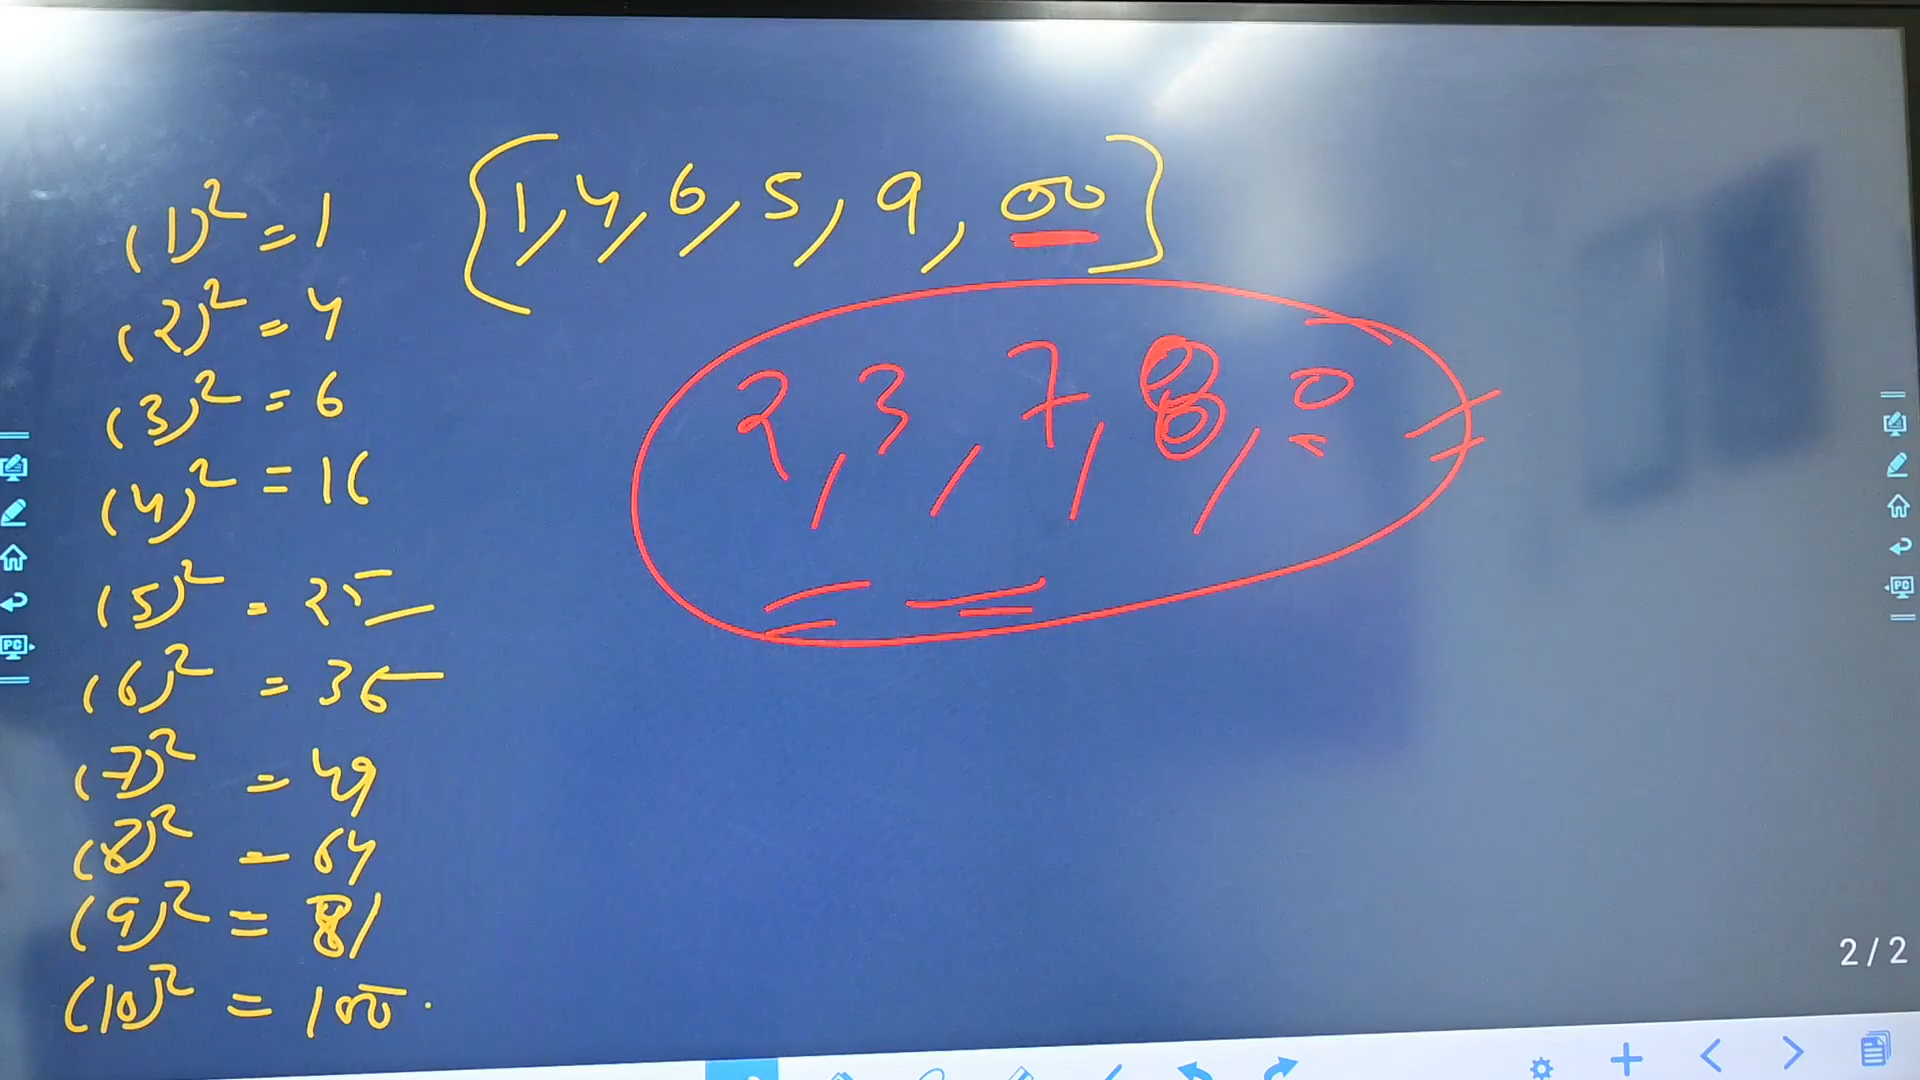 (1)² = 1
{1, 4, 6, 5, 9, 00}
(2)² = 4
(3)² = 6
2, 3, 7, 8, 0
(4)² = 16
(5)² = 25
(6)² = 36
(7)² = 49
(8)² = 64
(9)² = 81
(10)² = 100
2/2
PC
PC